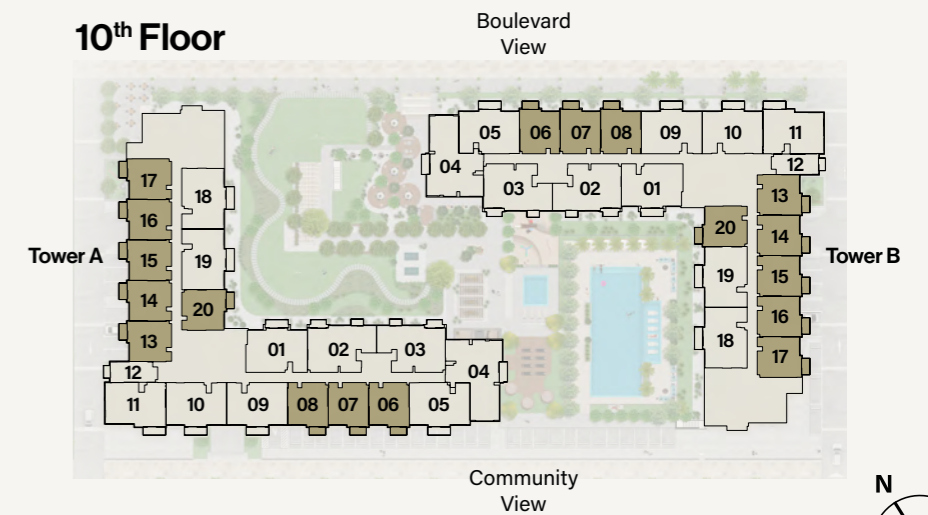 Boulevard
View
10th Floor
05 06 07 08 09 10 11
04 12
03 02 01
17 18 13
16 20 14
Tower A 15 19 19 15 Tower B
14 20 16
13 18 17
01 02 03
12 04
11 10 09 08 07 06 05
Community
View
N